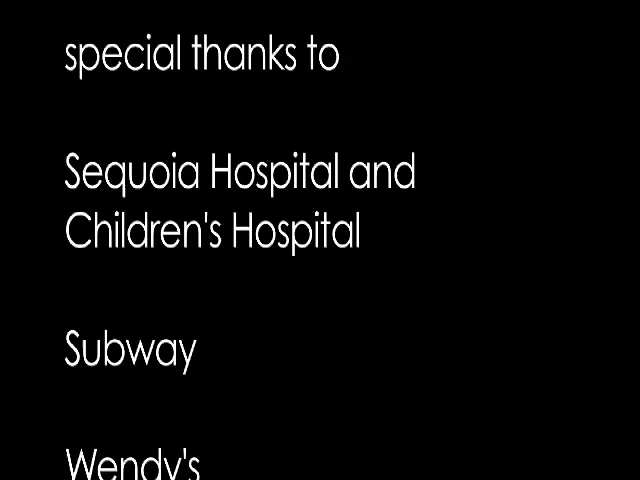 special thanks to
Sequoia Hospital and
Children's Hospital
Subway
Wendy's